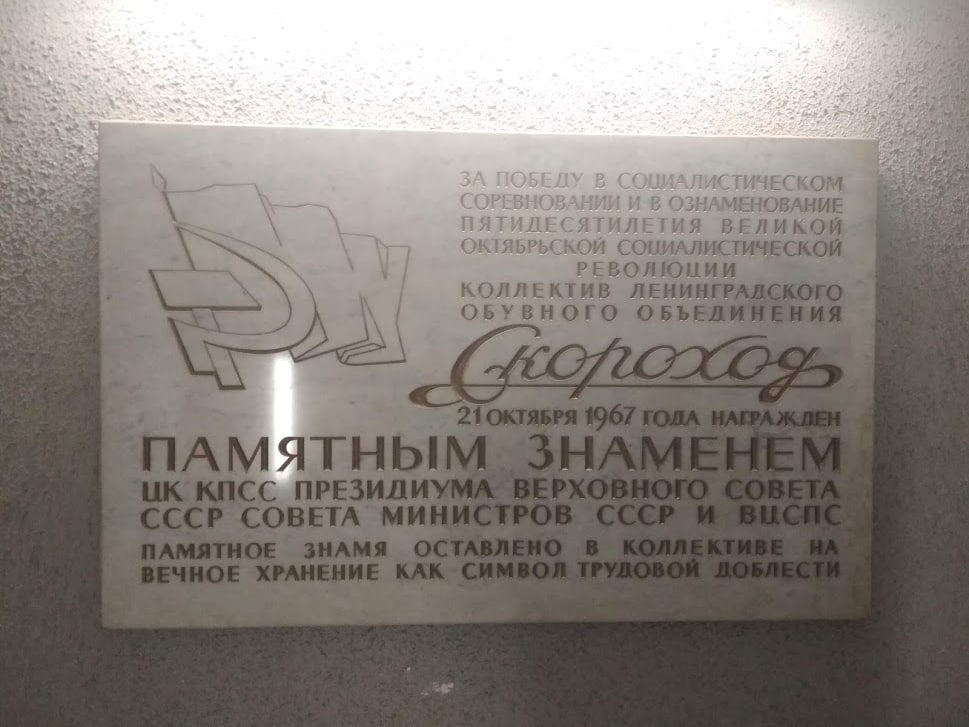 ЗА ПОБЕДУ В СОЦИАЛИСТИЧЕСКОМ
СОРЕВНОВАНИИ И В ОЗНАМЕНОВАНИЕ
ПЯТИДЕСЯТИЛЕТИЯ ВЕЛИКОЙ
ОКТЯБРЬСКОЙ СОЦИАЛИСТИЧЕСКОЙ
РЕВОЛЮЦИИ
КОЛЛЕКТИВ ЛЕНИНГРАДСКОГО
ОБУВНОГО ОБЪЕДИНЕНИЯ
Скороход
21 ОКТЯБРЯ 1967 ГОДА НАГРАЖДЕН
ПАМЯТНЫМ ЗНАМЕНЕМ
ЦК КПСС ПРЕЗИДИУМА ВЕРХОВНОГО СОВЕТА
СССР СОВЕТА МИНИСТРОВ СССР И ВЦСПС
ПАМЯТНОЕ ЗНАМЯ ОСТАВЛЕНО В КОЛЛЕКТИВЕ НА
ВЕЧНОЕ ХРАНЕНИЕ КАК СИМВОЛ ТРУДОВОЙ ДОБЛЕСТИ